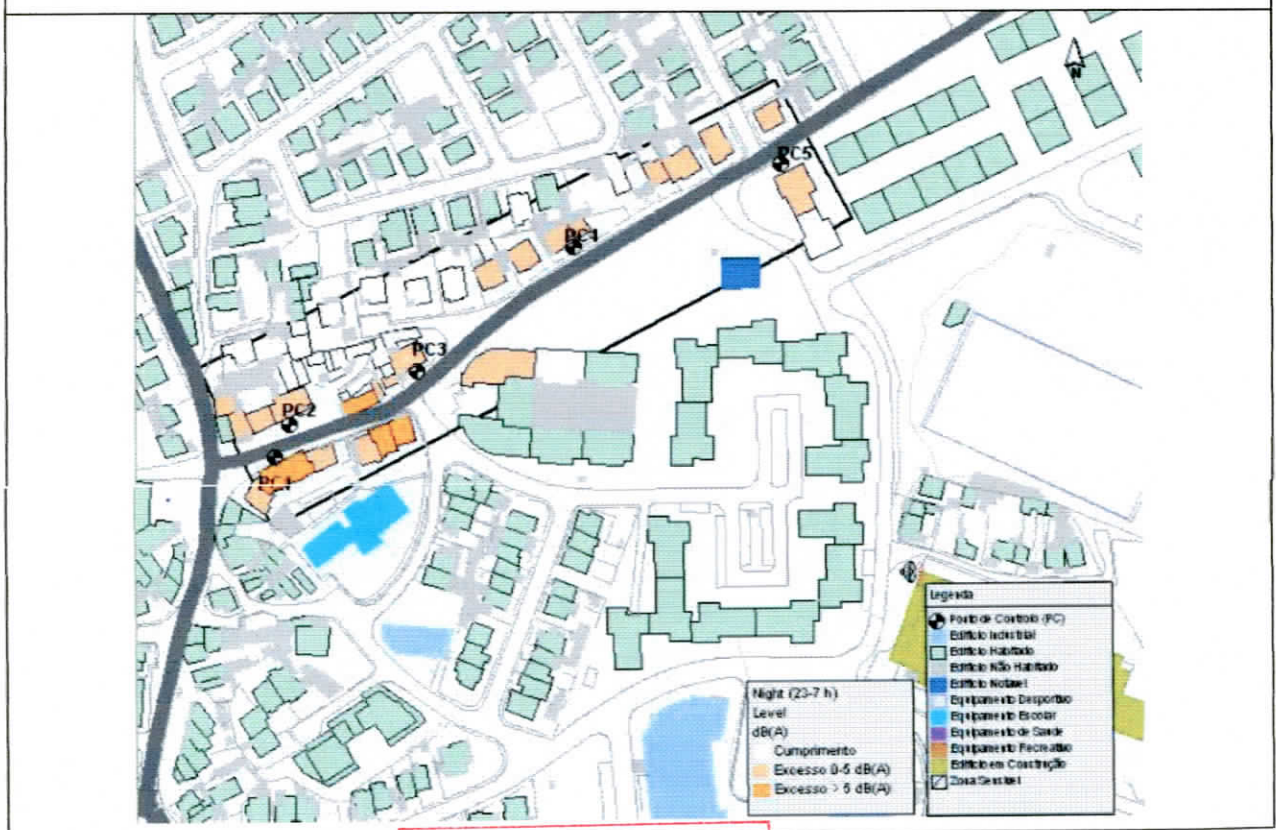 N
PC5
PC4
PC3
PC2
PC1
Legenda
Ponto de Controlo (PC)
Edifício Industrial
Edifício Habitado
Edifício Não Habitado
Edifício Notável
Equipamento Desportivo
Equipamento Escolar
Equipamento de Saúde
Equipamento Recreativo
Edifício em Construção
Zona Sensível
Night (23-7 h)
Level
dB(A)
Cumprimento
Excesso 0-5 dB(A)
Excesso > 5 dB(A)